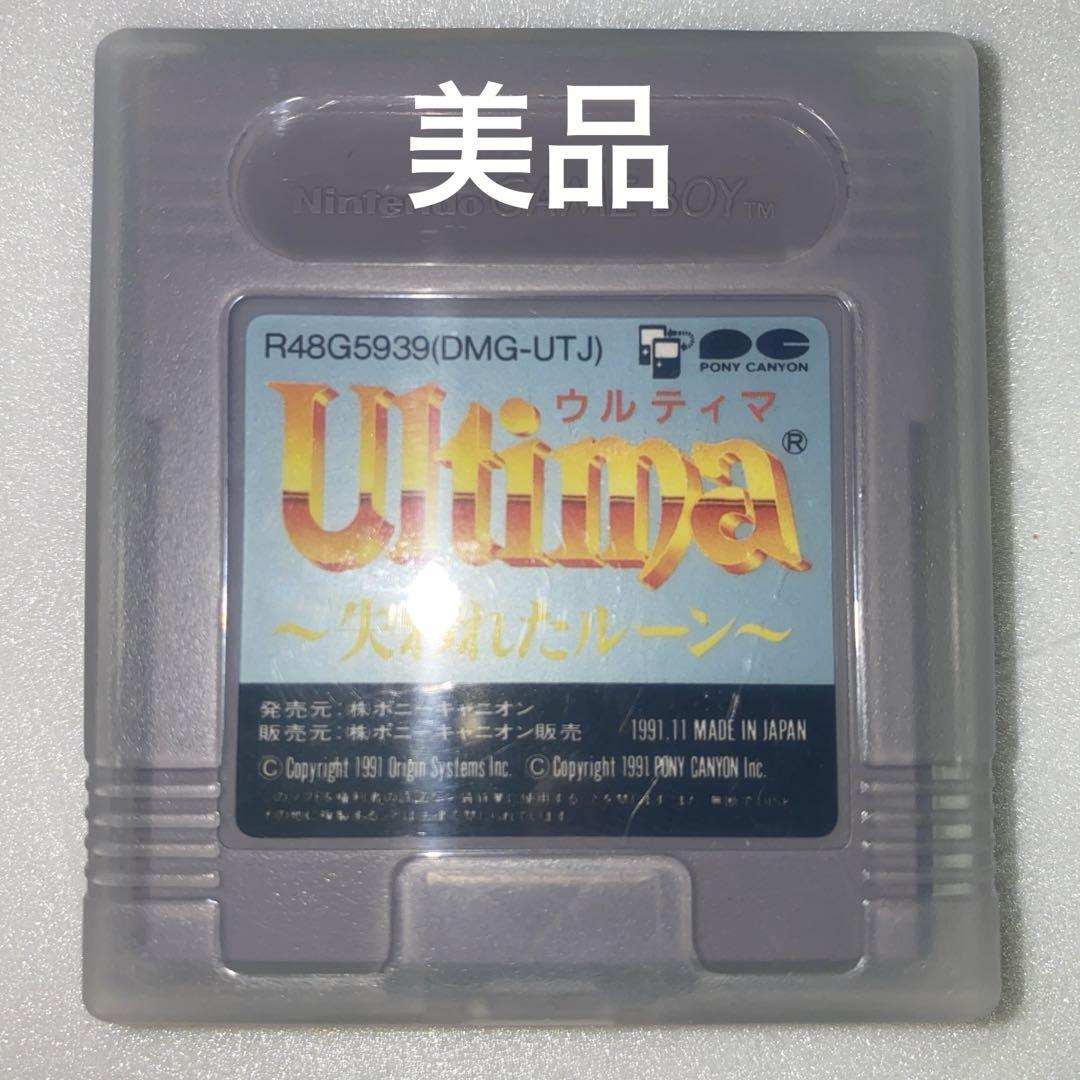 美品
Nintendo GAME BOY TM
R48G5939(DMG-UTJ)
PONY CANYON
ウルティマ
Ultima®
～失われたルーン～
発売元:㈱ポニーキャニオン
販売元:㈱ポニーキャニオン販売
1991.11 MADE IN JAPAN
© Copyright 1991 Origin Systems Inc. © Copyright 1991 PONY CANYON Inc.